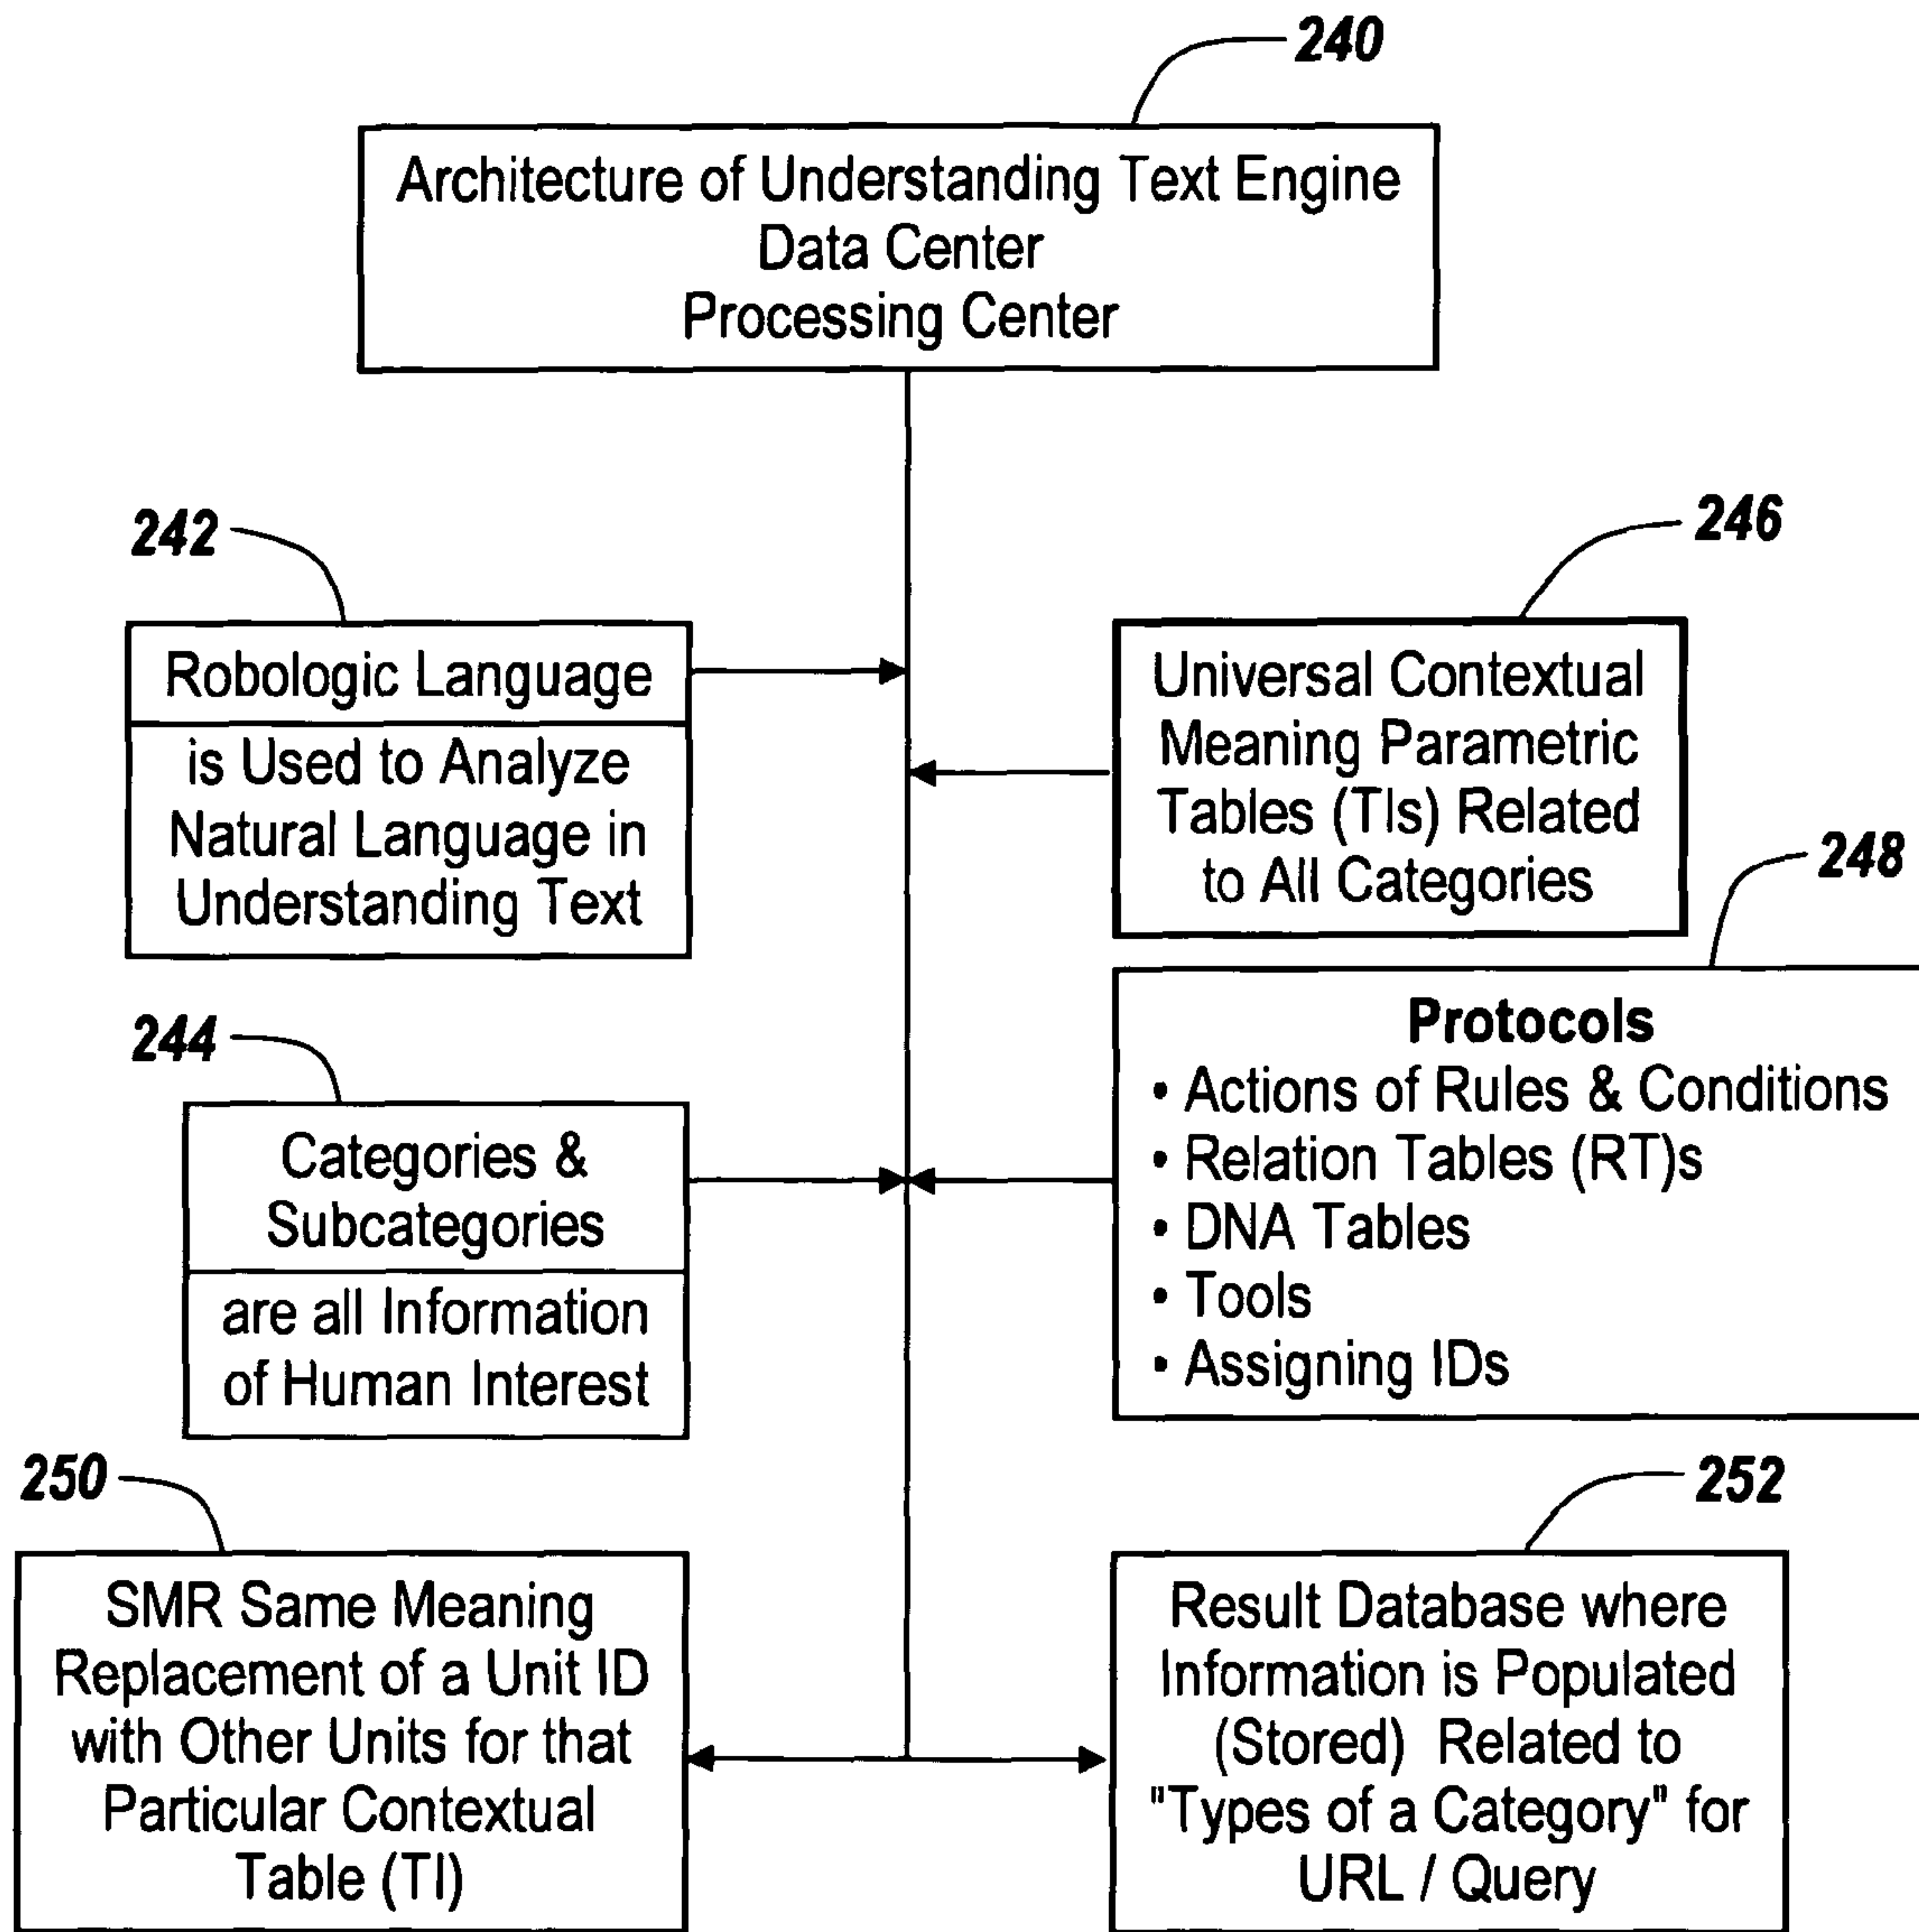 240
Architecture of Understanding Text Engine
Data Center
Processing Center
242
Robologic Language
is Used to Analyze
Natural Language in
Understanding Text
246
Universal Contextual
Meaning Parametric
Tables (TIs) Related
to All Categories
244
Categories &
Subcategories
are all Information
of Human Interest
248
Protocols
• Actions of Rules & Conditions
• Relation Tables (RT)s
• DNA Tables
• Tools
• Assigning IDs
250
SMR Same Meaning
Replacement of a Unit ID
with Other Units for that
Particular Contextual
Table (TI)
252
Result Database where
Information is Populated
(Stored) Related to
"Types of a Category" for
URL / Query